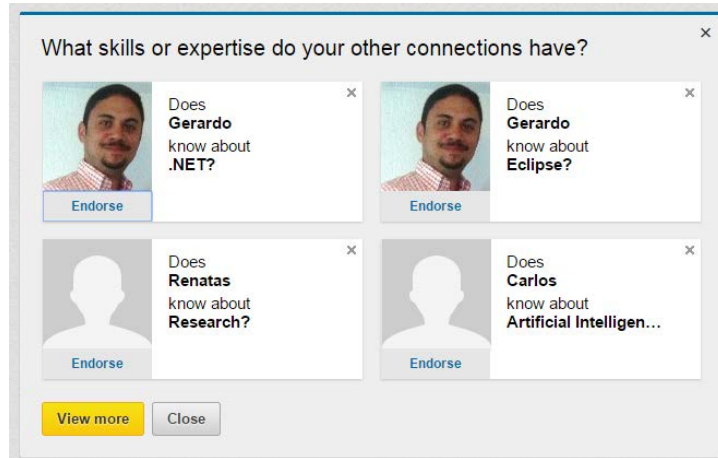 What skills or expertise do your other connections have?
×
Does
Gerardo
know about
.NET?
Endorse
×
Does
Gerardo
know about
Eclipse?
Endorse
×
Does
Renatas
know about
Research?
Endorse
×
Does
Carlos
know about
Artificial Intelligen…
Endorse
×
View more
Close